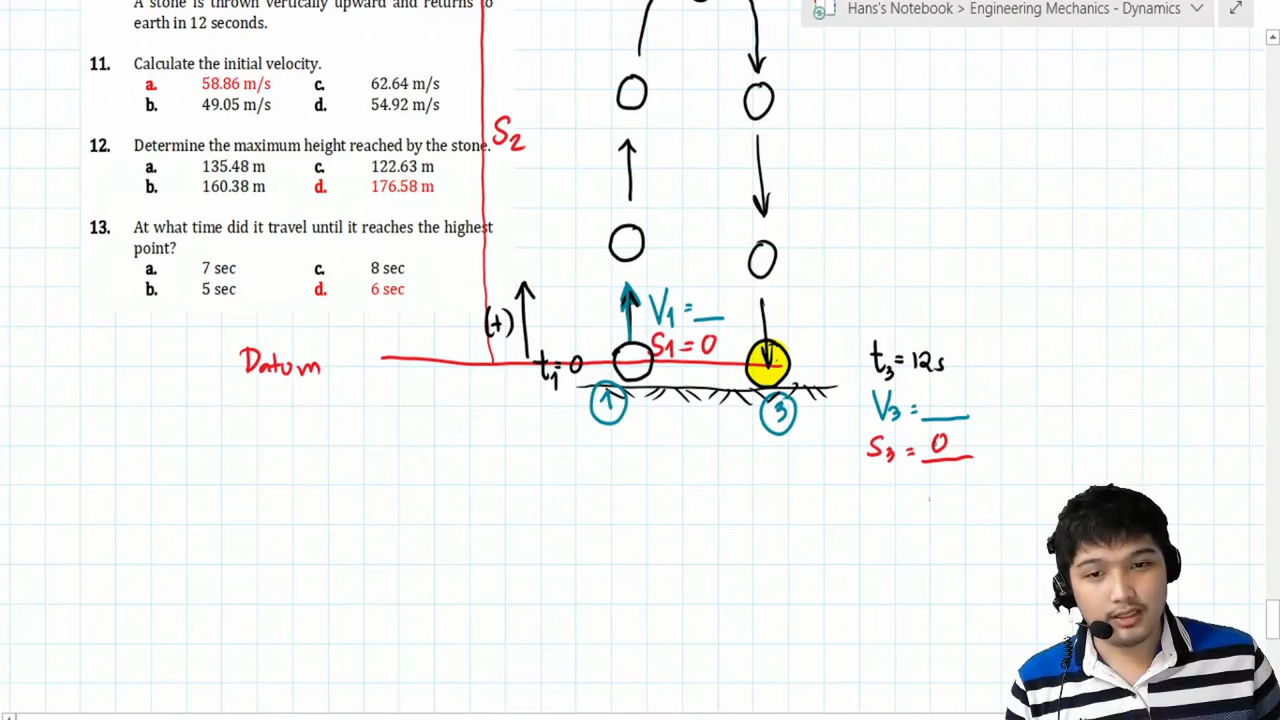 A stone is thrown vertically upward and returns to
earth in 12 seconds.
Hans's Notebook > Engineering Mechanics - Dynamics
11. Calculate the initial velocity.
a. 58.86 m/s c. 62.64 m/s
b. 49.05 m/s d. 54.92 m/s
S2
12. Determine the maximum height reached by the stone.
a. 135.48 m c. 122.63 m
b. 160.38 m d. 176.58 m
13. At what time did it travel until it reaches the highest
point?
a. 7 sec c. 8 sec
b. 5 sec d. 6 sec
(+)
V1 = __
S1 = 0
Datum
t1 = 0
t3 = 12s
1
3
V3 = __
S3 = 0